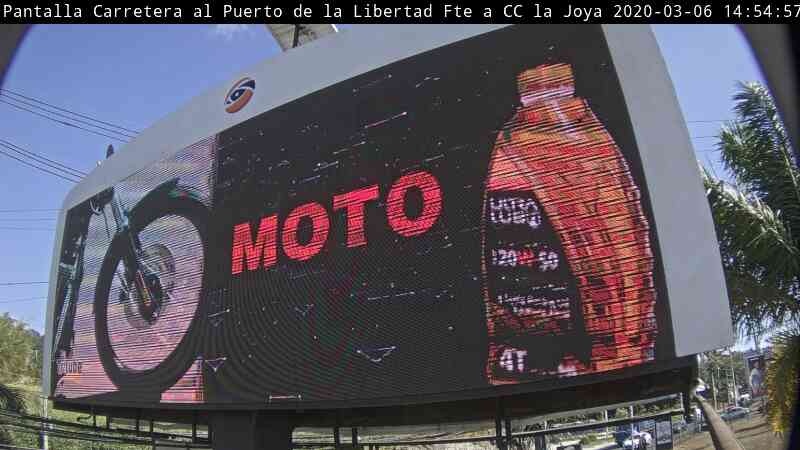 Pantalla Carretera al Puerto de la Libertad Fte a CC la Joya 2020-03-06 14:54:57
MOTO
20W 50
4T